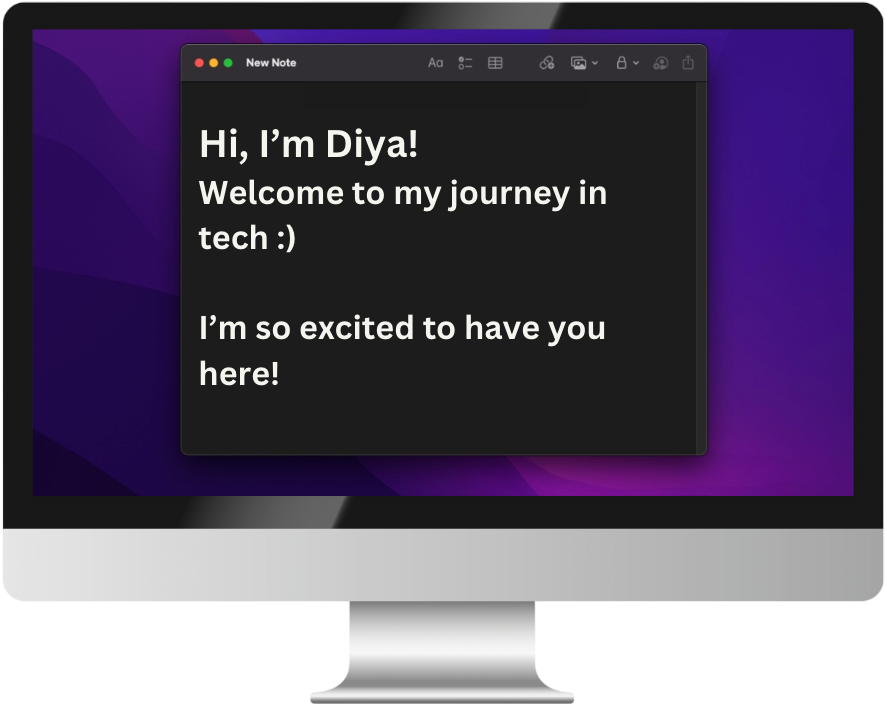 New Note
Aa
Hi, I’m Diya!
Welcome to my journey in
tech :)
I’m so excited to have you
here!